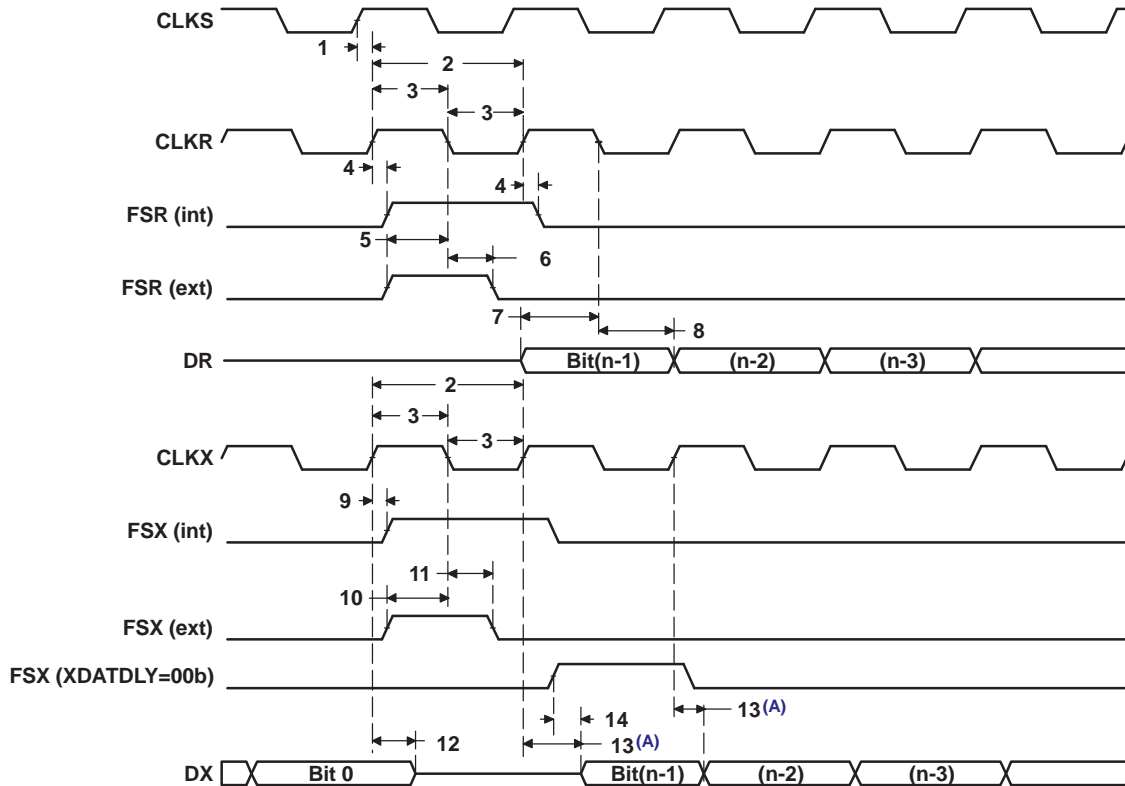 CLKS
1
2
3
3
CLKR
4
4
FSR (int)
5
6
FSR (ext)
7
8
DR
Bit(n-1)
(n-2)
(n-3)
2
3
3
CLKX
9
FSX (int)
11
10
FSX (ext)
FSX (XDATDLY=00b)
13(A)
14
12
13(A)
DX
Bit 0
Bit(n-1)
(n-2)
(n-3)